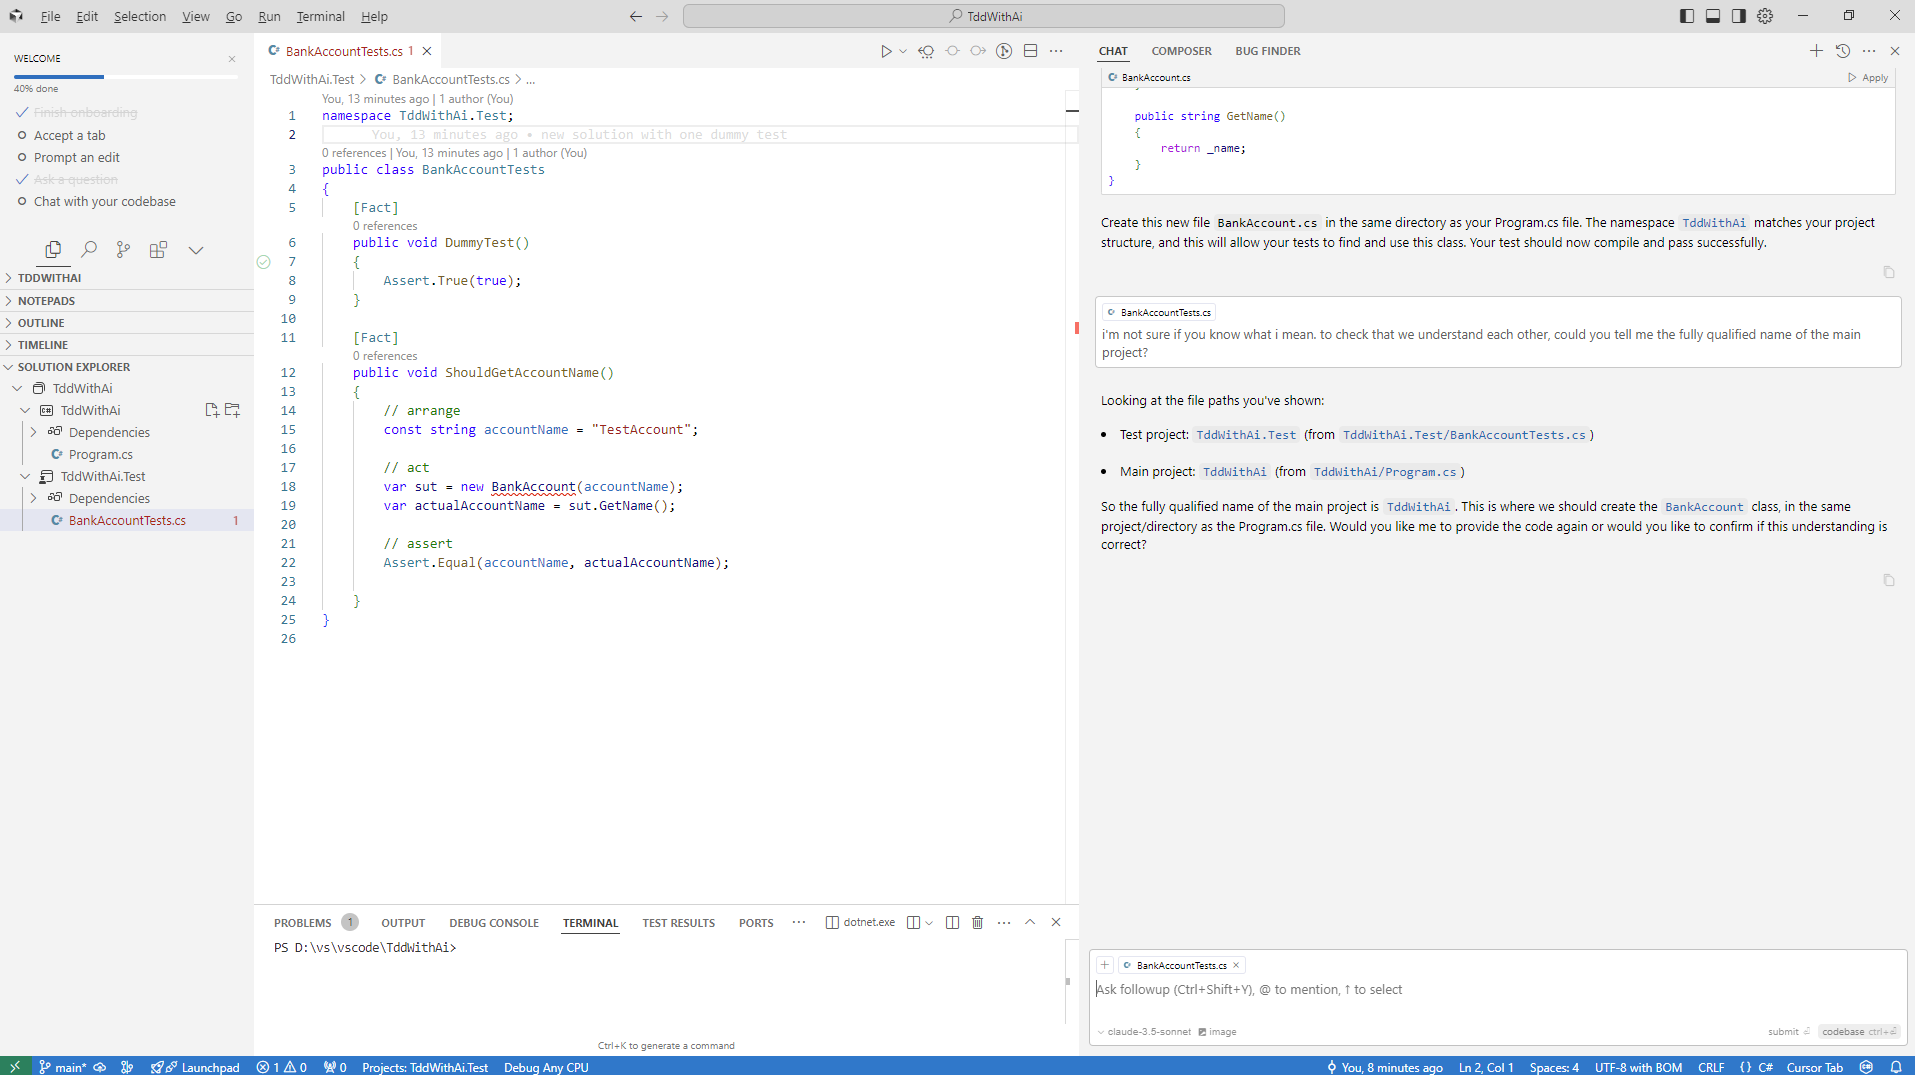 File Edit Selection View Go Run Terminal Help
TddWithAi
WELCOME
40% done
Finish onboarding
Accept a tab
Prompt an edit
Ask a question
Chat with your codebase
TDDWITHAI
NOTEPADS
OUTLINE
TIMELINE
SOLUTION EXPLORER
TddWithAi
TddWithAi
Dependencies
Program.cs
TddWithAi.Test
Dependencies
BankAccountTests.cs 1
BankAccountTests.cs 1
TddWithAi.Test > BankAccountTests.cs > ...
You, 13 minutes ago | 1 author (You)
1 namespace TddWithAi.Test;
2 You, 13 minutes ago • new solution with one dummy test
0 references | You, 13 minutes ago | 1 author (You)
3 public class BankAccountTests
4 {
5 [Fact]
0 references
6 public void DummyTest()
7 {
8 Assert.True(true);
9 }
10
11 [Fact]
0 references
12 public void ShouldGetAccountName()
13 {
14 // arrange
15 const string accountName = "TestAccount";
16
17 // act
18 var sut = new BankAccount(accountName);
19 var actualAccountName = sut.GetName();
20
21 // assert
22 Assert.Equal(accountName, actualAccountName);
23
24 }
25 }
26
PROBLEMS 1 OUTPUT DEBUG CONSOLE TERMINAL TEST RESULTS PORTS ··· dotnet.exe
PS D:\vs\vscode\TddWithAi>
Ctrl+K to generate a command
CHAT COMPOSER BUG FINDER
BankAccount.cs Apply
public string GetName()
{
return _name;
}
}
Create this new file BankAccount.cs in the same directory as your Program.cs file. The namespace TddWithAi matches your project
structure, and this will allow your tests to find and use this class. Your test should now compile and pass successfully.
BankAccountTests.cs
i'm not sure if you know what i mean. to check that we understand each other, could you tell me the fully qualified name of the main
project?
Looking at the file paths you've shown:
• Test project: TddWithAi.Test (from TddWithAi.Test/BankAccountTests.cs )
• Main project: TddWithAi (from TddWithAi/Program.cs )
So the fully qualified name of the main project is TddWithAi . This is where we should create the BankAccount class, in the same
project/directory as the Program.cs file. Would you like me to provide the code again or would you like to confirm if this understanding is
correct?
+ BankAccountTests.cs ×
Ask followup (Ctrl+Shift+Y), @ to mention, ↑ to select
claude-3.5-sonnet image submit codebase ctrl+⏎
main* Launchpad 1 0 0 Projects: TddWithAi.Test Debug Any CPU You, 8 minutes ago Ln 2, Col 1 Spaces: 4 UTF-8 with BOM CRLF {} C# Cursor Tab